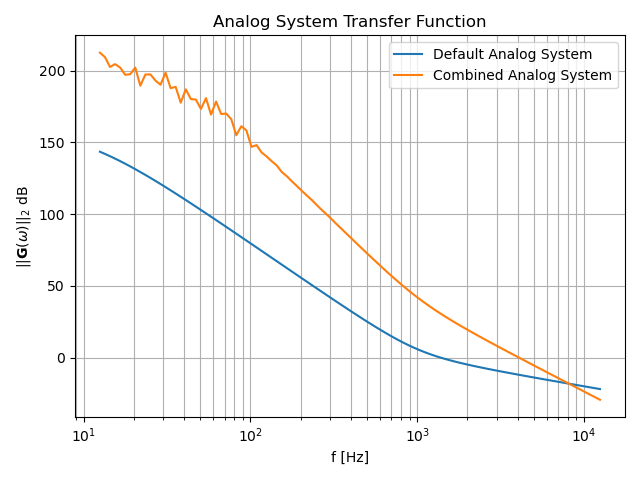 Analog System Transfer Function
Default Analog System
Combined Analog System
||G(ω)||₂ dB
200
150
100
50
0
10¹
10²
10³
10⁴
f [Hz]